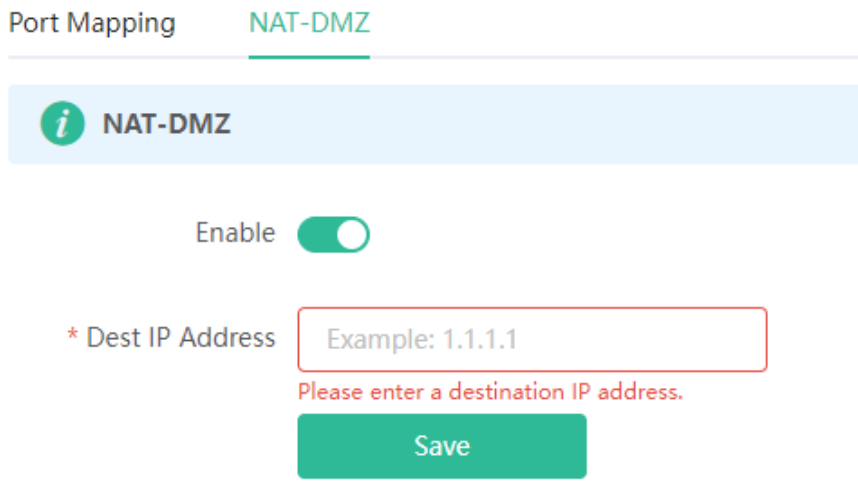 Port Mapping NAT-DMZ
i NAT-DMZ
Enable
* Dest IP Address Example: 1.1.1.1
Please enter a destination IP address.
Save